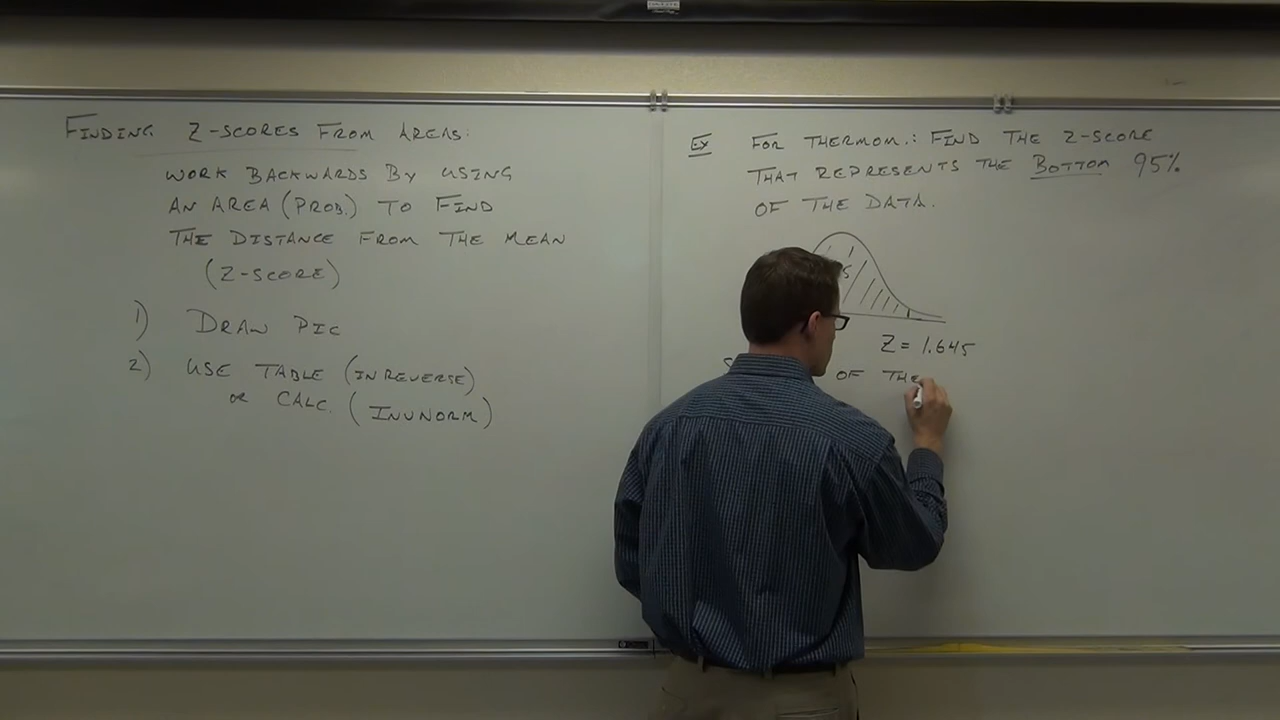 FINDING Z-SCORES FROM AREAS:
WORK BACKWARDS BY USING
AN AREA (PROB.) TO FIND
THE DISTANCE FROM THE MEAN
(Z-SCORE)
1) DRAW PIC
2) USE TABLE (IN REVERSE)
OR CALC. (INVNORM)
EX FOR THERMOM.: FIND THE Z-SCORE
THAT REPRESENTS THE BOTTOM 95%
OF THE DATA.
Z = 1.645
OF THE